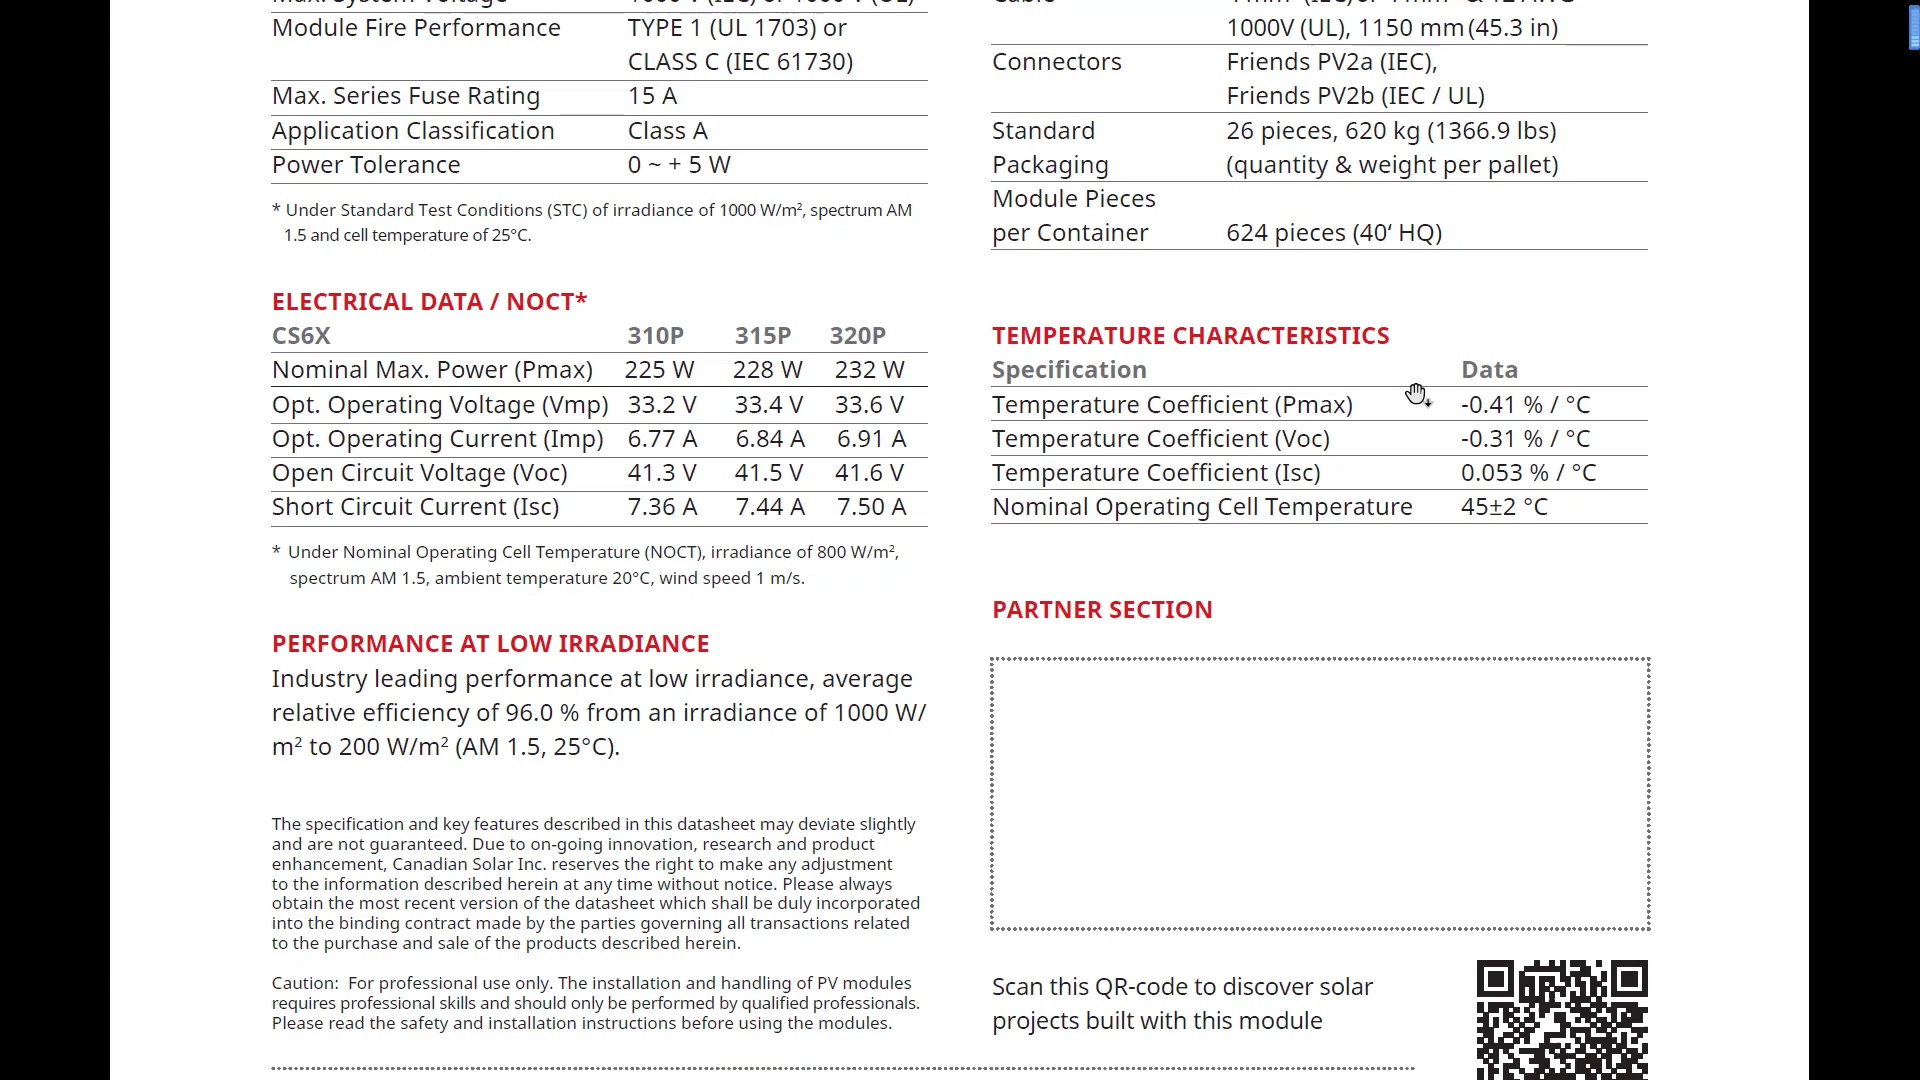 Module Fire Performance TYPE 1 (UL 1703) or
CLASS C (IEC 61730)
Max. Series Fuse Rating 15 A
Application Classification Class A
Power Tolerance 0 ~ + 5 W
* Under Standard Test Conditions (STC) of irradiance of 1000 W/m², spectrum AM
1.5 and cell temperature of 25°C.
ELECTRICAL DATA / NOCT*
CS6X 310P 315P 320P
Nominal Max. Power (Pmax) 225 W 228 W 232 W
Opt. Operating Voltage (Vmp) 33.2 V 33.4 V 33.6 V
Opt. Operating Current (Imp) 6.77 A 6.84 A 6.91 A
Open Circuit Voltage (Voc) 41.3 V 41.5 V 41.6 V
Short Circuit Current (Isc) 7.36 A 7.44 A 7.50 A
* Under Nominal Operating Cell Temperature (NOCT), irradiance of 800 W/m²,
spectrum AM 1.5, ambient temperature 20°C, wind speed 1 m/s.
PERFORMANCE AT LOW IRRADIANCE
Industry leading performance at low irradiance, average
relative efficiency of 96.0 % from an irradiance of 1000 W/
m² to 200 W/m² (AM 1.5, 25°C).
The specification and key features described in this datasheet may deviate slightly
and are not guaranteed. Due to on-going innovation, research and product
enhancement, Canadian Solar Inc. reserves the right to make any adjustment
to the information described herein at any time without notice. Please always
obtain the most recent version of the datasheet which shall be duly incorporated
into the binding contract made by the parties governing all transactions related
to the purchase and sale of the products described herein.
Caution: For professional use only. The installation and handling of PV modules
requires professional skills and should only be performed by qualified professionals.
Please read the safety and installation instructions before using the modules.
1000V (UL), 1150 mm (45.3 in)
Connectors Friends PV2a (IEC),
Friends PV2b (IEC / UL)
Standard 26 pieces, 620 kg (1366.9 lbs)
Packaging (quantity & weight per pallet)
Module Pieces
per Container 624 pieces (40‘ HQ)
TEMPERATURE CHARACTERISTICS
Specification Data
Temperature Coefficient (Pmax) -0.41 % / °C
Temperature Coefficient (Voc) -0.31 % / °C
Temperature Coefficient (Isc) 0.053 % / °C
Nominal Operating Cell Temperature 45±2 °C
PARTNER SECTION
Scan this QR-code to discover solar
projects built with this module